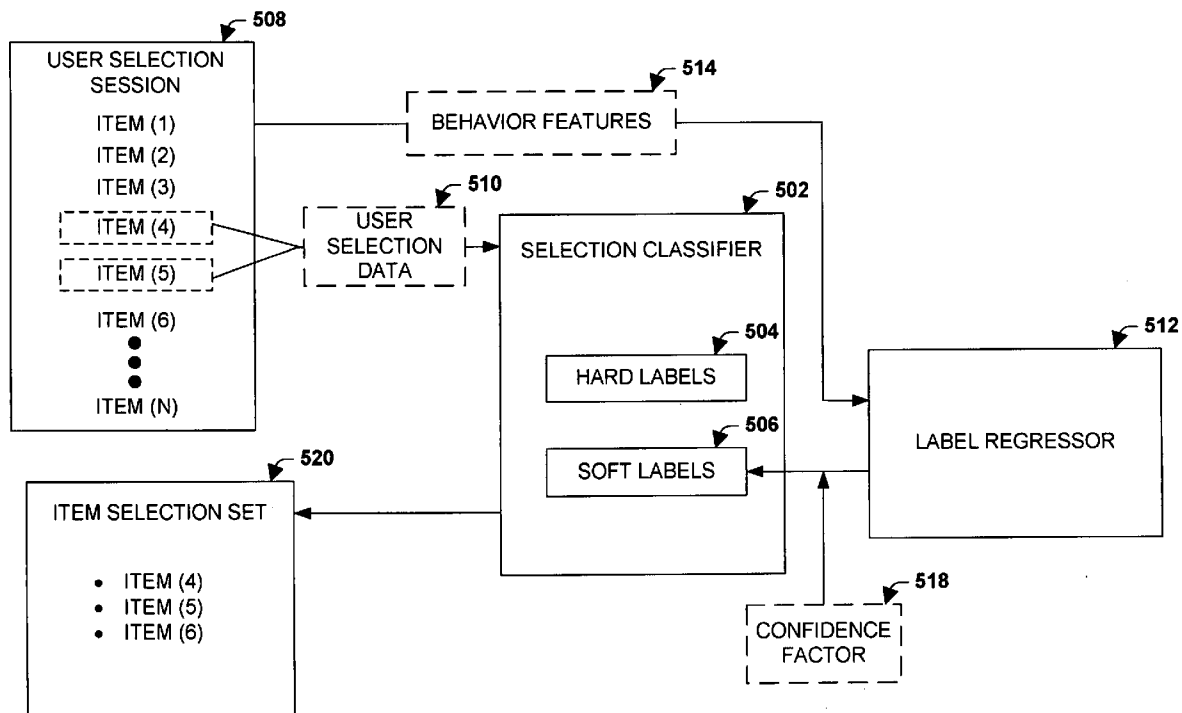 508
USER SELECTION
SESSION
ITEM (1)
ITEM (2)
ITEM (3)
ITEM (4)
ITEM (5)
ITEM (6)
ITEM (N)
514
BEHAVIOR FEATURES
510
USER
SELECTION
DATA
502
SELECTION CLASSIFIER
504
HARD LABELS
506
SOFT LABELS
512
LABEL REGRESSOR
518
CONFIDENCE
FACTOR
520
ITEM SELECTION SET
• ITEM (4)
• ITEM (5)
• ITEM (6)